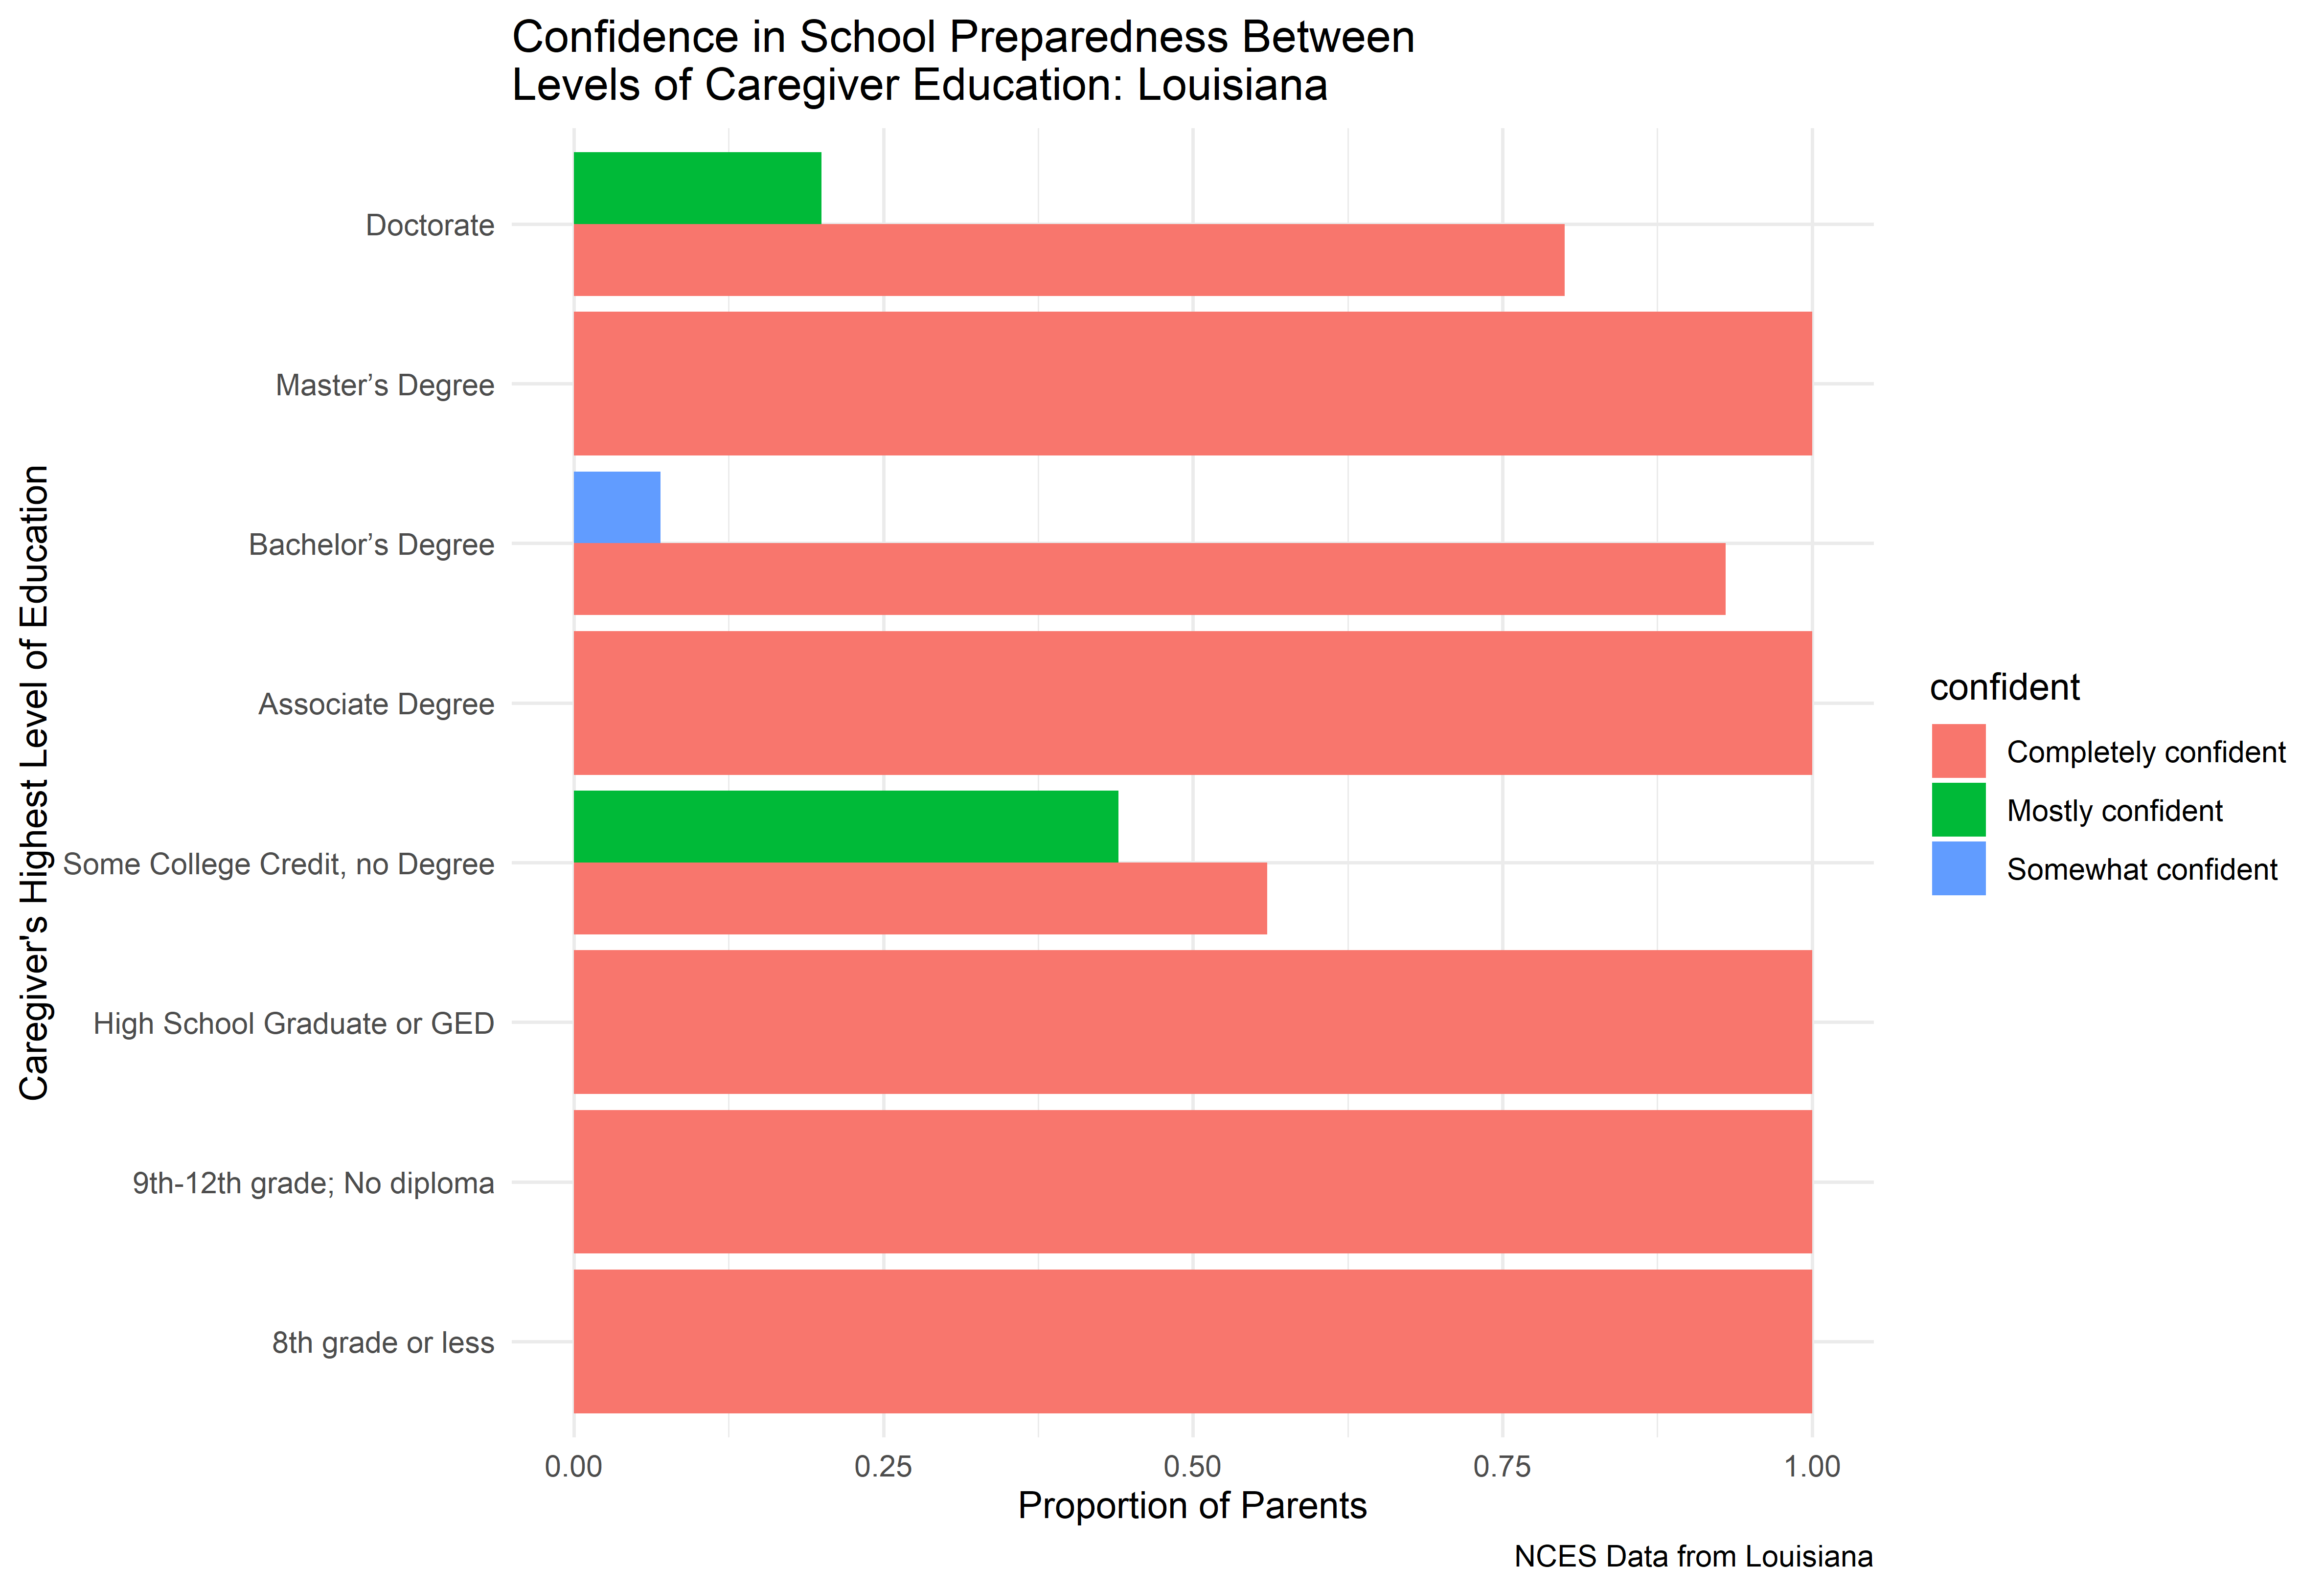 Confidence in School Preparedness Between
Levels of Caregiver Education: Louisiana
Caregiver's Highest Level of Education
Doctorate
Master’s Degree
Bachelor’s Degree
Associate Degree
Some College Credit, no Degree
High School Graduate or GED
9th-12th grade; No diploma
8th grade or less
0.00 0.25 0.50 0.75 1.00
Proportion of Parents
confident
Completely confident
Mostly confident
Somewhat confident
NCES Data from Louisiana